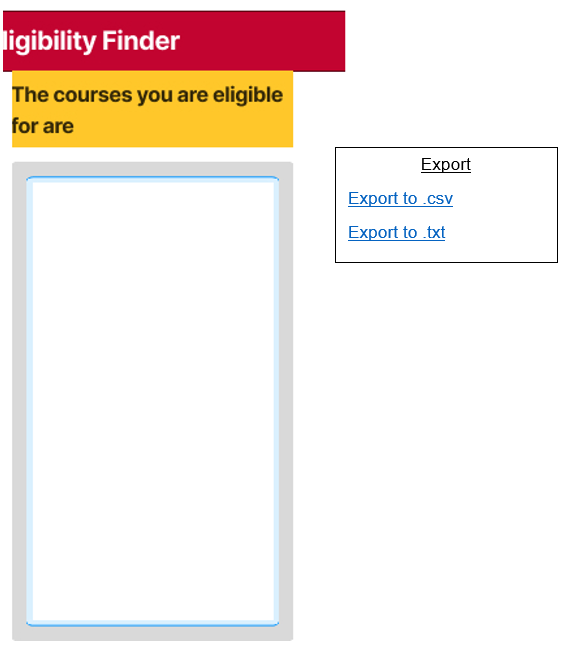 ligibility Finder
The courses you are eligible
for are
Export
Export to .csv
Export to .txt